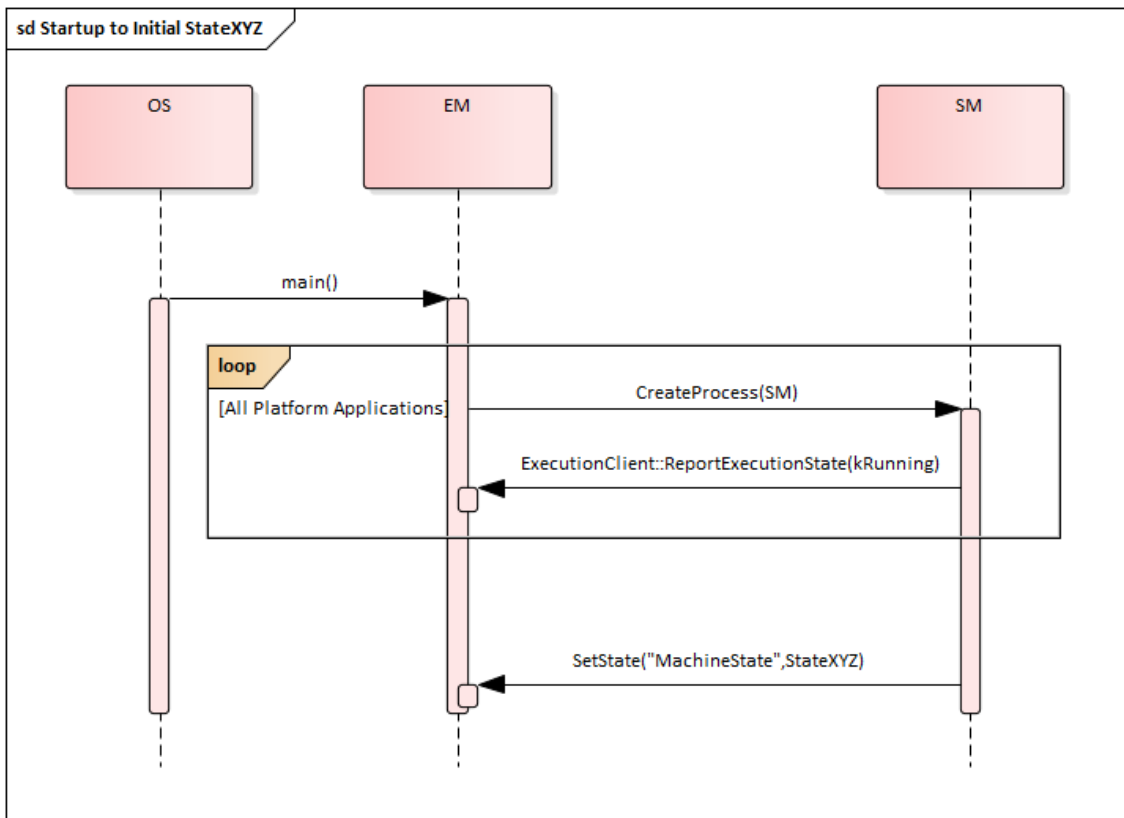 sd Startup to Initial StateXYZ
OS
EM
SM
main()
loop
[All Platform Applications]
CreateProcess(SM)
ExecutionClient::ReportExecutionState(kRunning)
SetState("MachineState",StateXYZ)